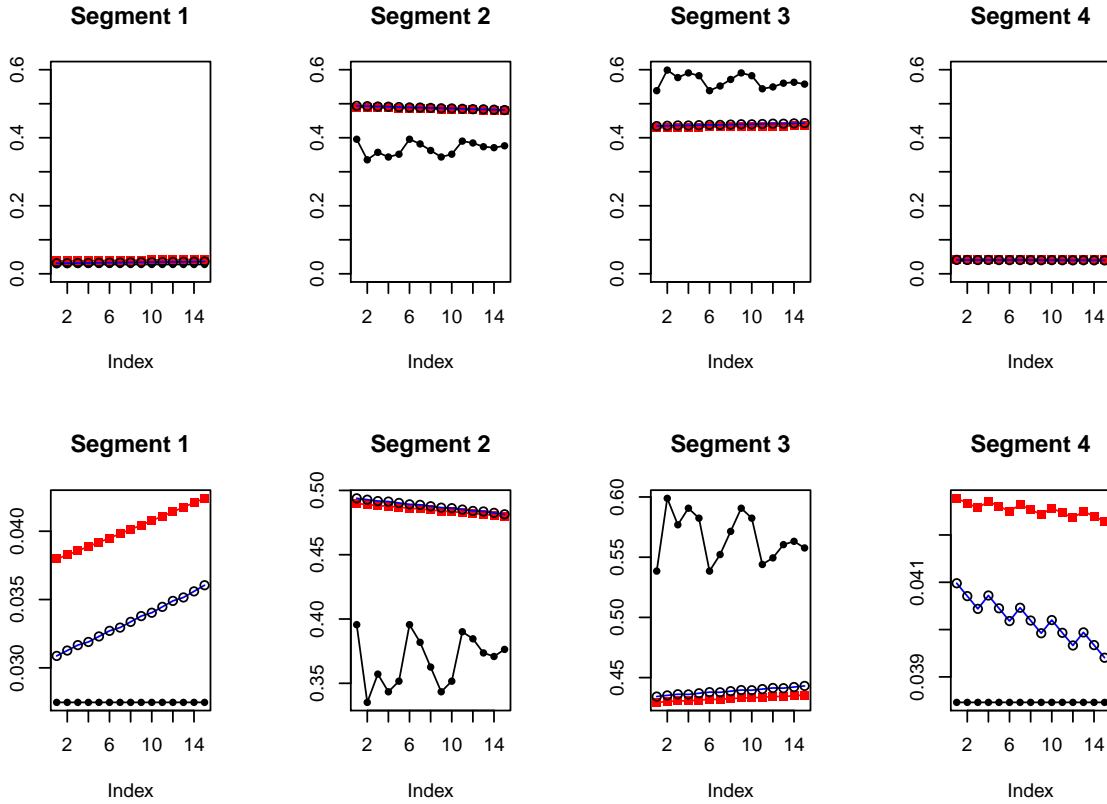 Segment 1
Segment 2
Segment 3
Segment 4
0.6
0.4
0.2
0.0
2 6 10 14
Index
0.6
0.4
0.2
0.0
2 6 10 14
Index
0.6
0.4
0.2
0.0
2 6 10 14
Index
0.6
0.4
0.2
0.0
2 6 10 14
Index
Segment 1
Segment 2
Segment 3
Segment 4
0.040
0.035
0.030
2 6 10 14
Index
0.50
0.45
0.40
0.35
2 6 10 14
Index
0.60
0.55
0.50
0.45
2 6 10 14
Index
0.041
0.039
2 6 10 14
Index